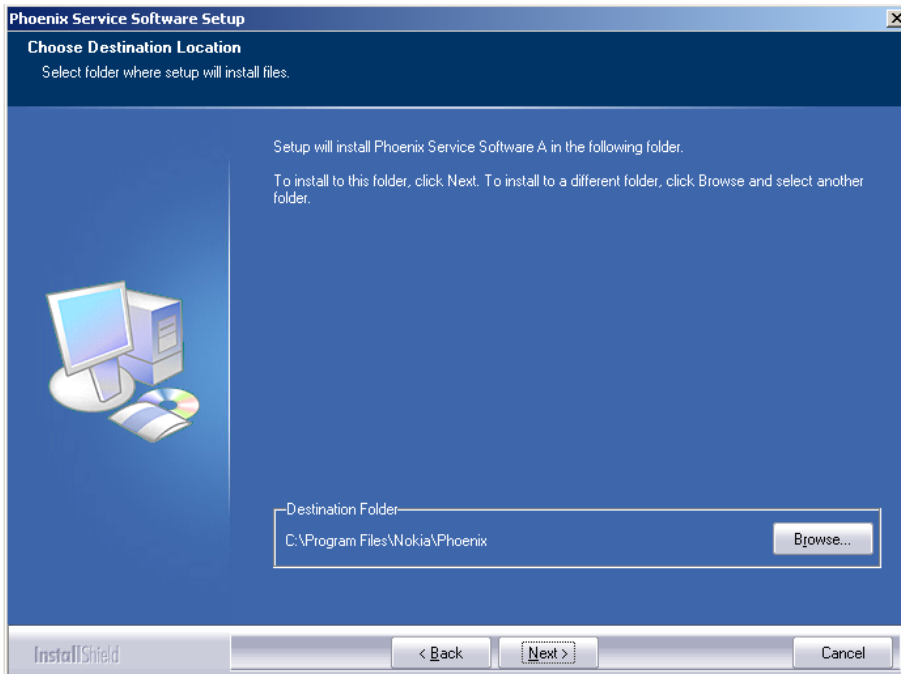 Phoenix Service Software Setup
Choose Destination Location
Select folder where setup will install files.
Setup will install Phoenix Service Software A in the following folder.
To install to this folder, click Next. To install to a different folder, click Browse and select another
folder.
Destination Folder
C:\Program Files\Nokia\Phoenix
Browse...
InstallShield
< Back
Next >
Cancel